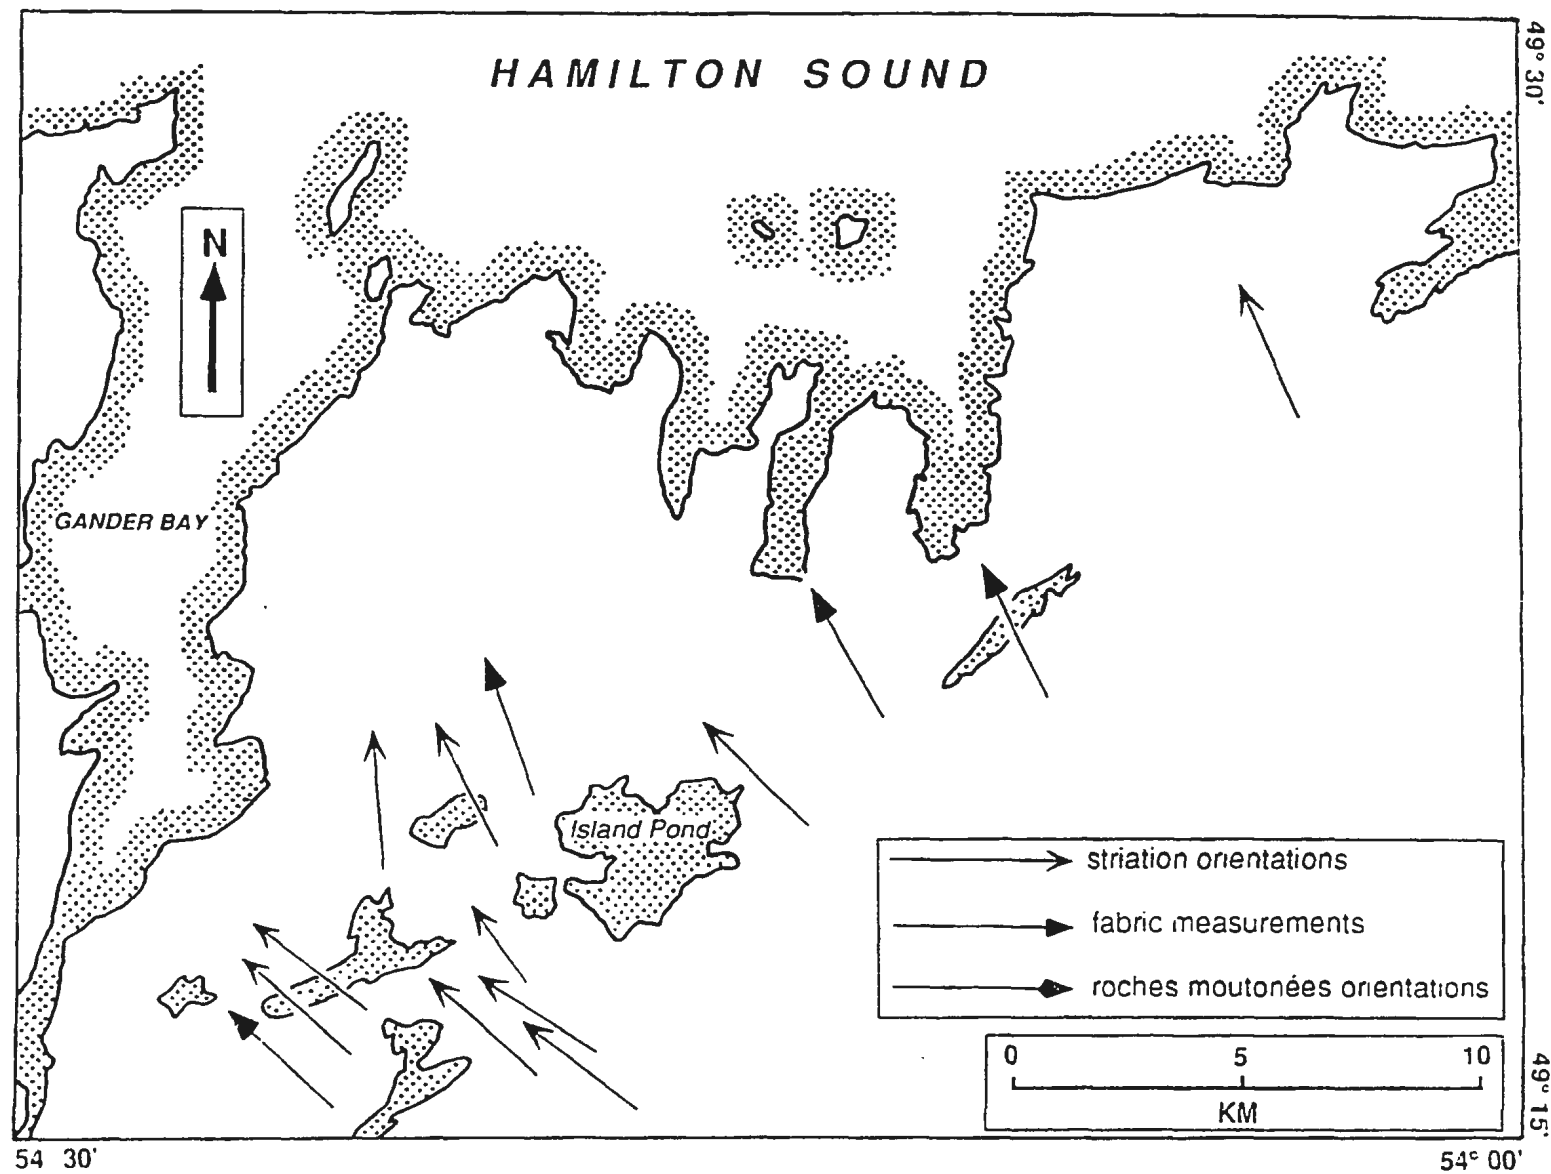 HAMILTON SOUND
49° 30'
N
GANDER BAY
Island Pond
striation orientations
fabric measurements
roches moutonées orientations
0 5 10
KM
49° 15'
54 30'
54° 00'